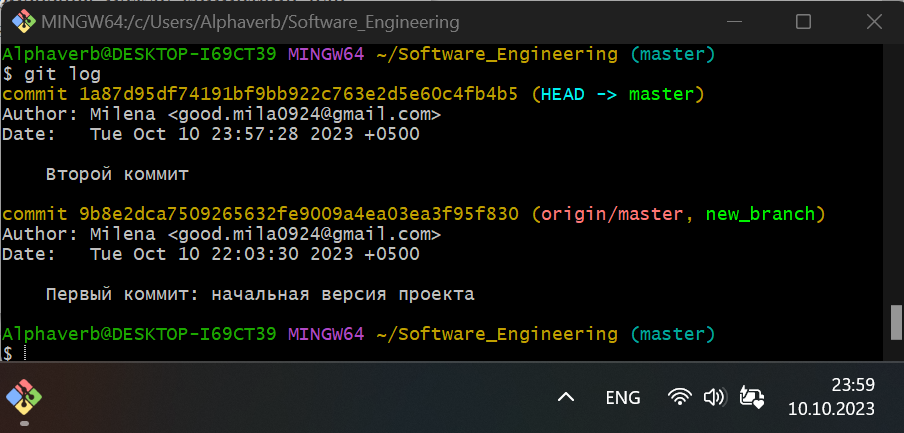 MINGW64:/c/Users/Alphaverb/Software_Engineering
Alphaverb@DESKTOP-I69CT39 MINGW64 ~/Software_Engineering (master)
$ git log
commit 1a87d95df74191bf9bb922c763e2d5e60c4fb4b5 (HEAD -> master)
Author: Milena <good.mila0924@gmail.com>
Date:   Tue Oct 10 23:57:28 2023 +0500
Второй коммит
commit 9b8e2dca7509265632fe9009a4ea03ea3f95f830 (origin/master, new_branch)
Author: Milena <good.mila0924@gmail.com>
Date:   Tue Oct 10 22:03:30 2023 +0500
Первый коммит: начальная версия проекта
Alphaverb@DESKTOP-I69CT39 MINGW64 ~/Software_Engineering (master)
$
ENG
23:59
10.10.2023